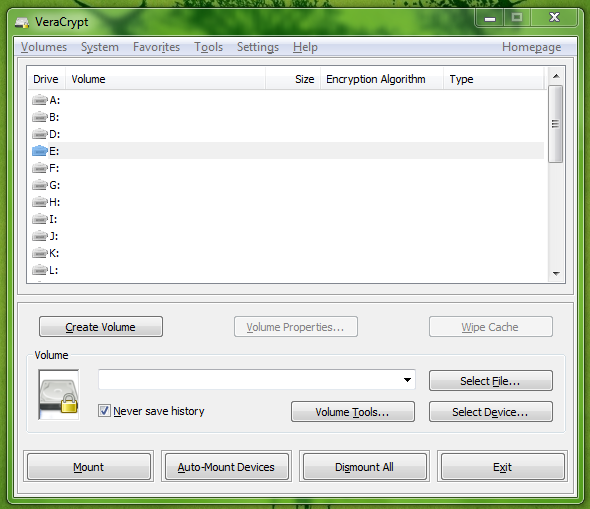 VeraCrypt
Volumes System Favorites Tools Settings Help Homepage
Drive Volume Size Encryption Algorithm Type
A:
B:
D:
E:
F:
G:
H:
I:
J:
K:
L:
Create Volume Volume Properties... Wipe Cache
Volume
Select File...
Never save history Volume Tools... Select Device...
Mount Auto-Mount Devices Dismount All Exit